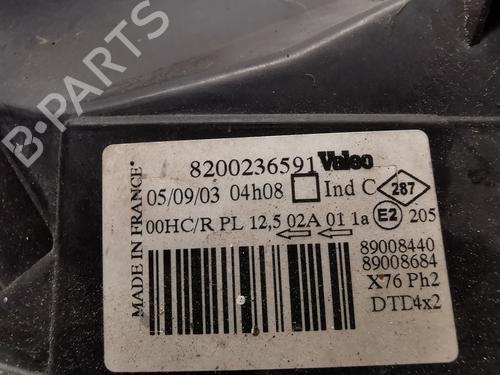 B-PARTS
8200236591 Valeo
05/09/03 04h08 Ind C 287
00HC/R PL 12,5 02A 01 1a E2 205
89008440
89008684
X76 Ph2
DTD4x2
MADE IN FRANCE